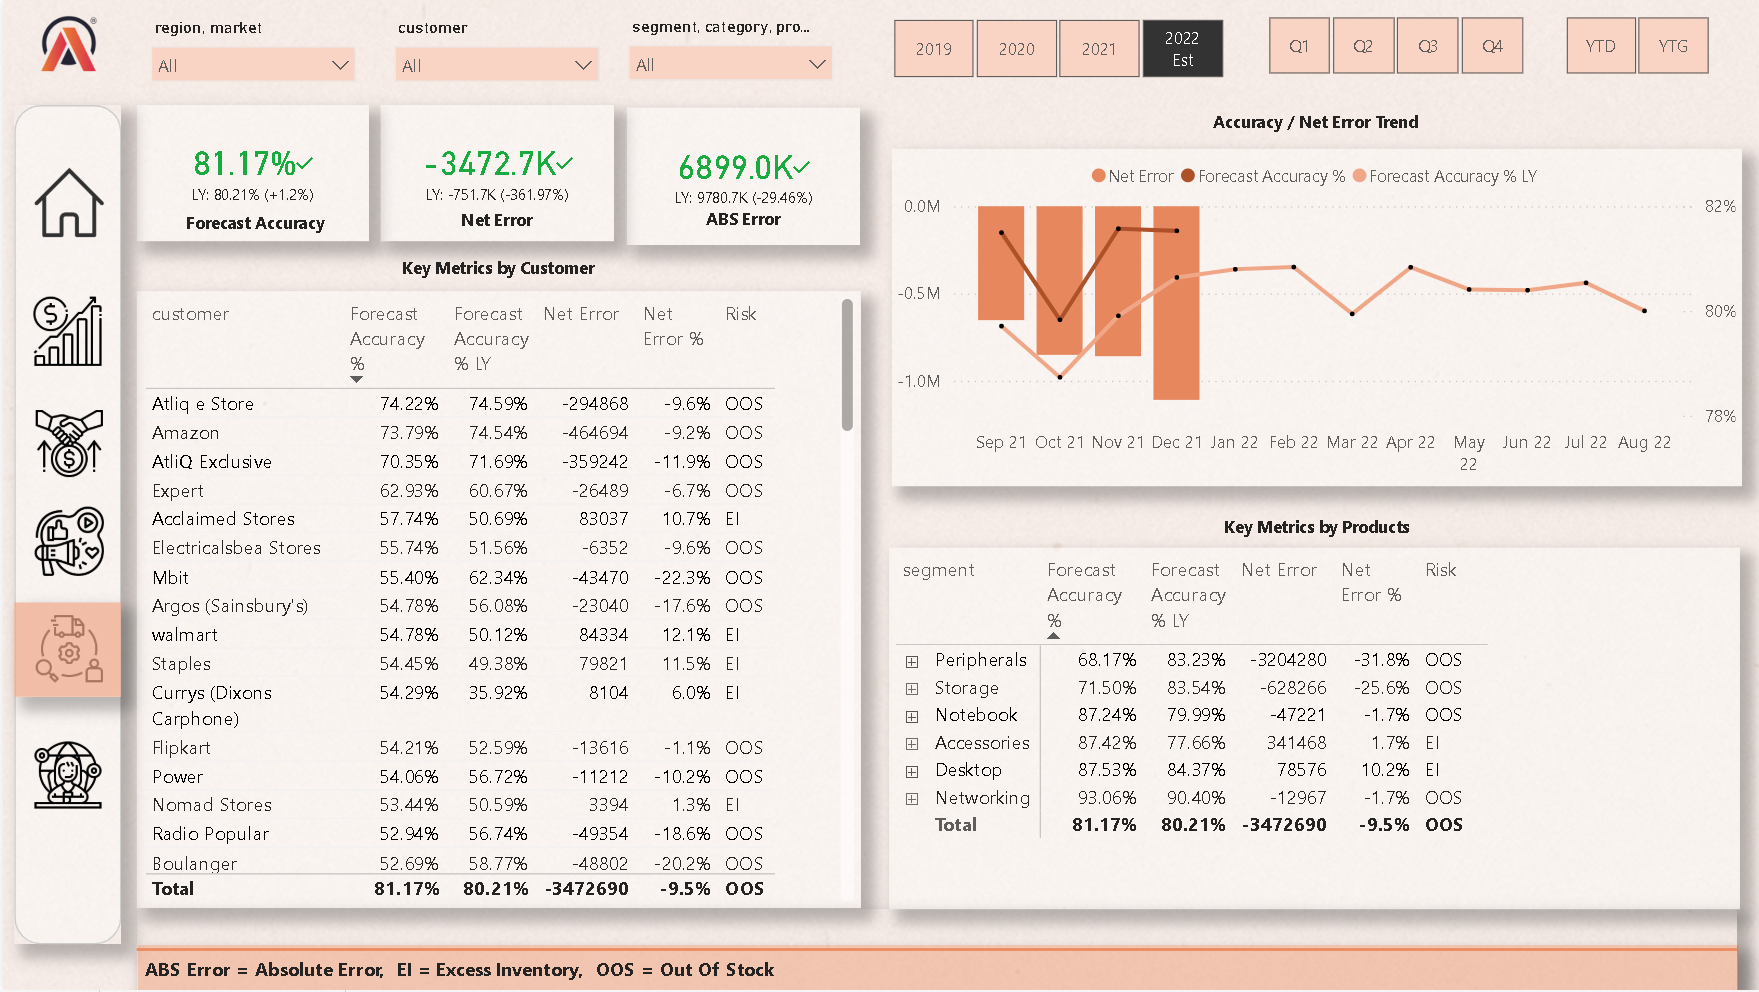 region, market
customer
segment, category, pro...
All
All
All
2019
2020
2021
2022
Est
Q1
Q2
Q3
Q4
YTD
YTG
81.17%
LY: 80.21% (+1.2%)
Forecast Accuracy
-3472.7K
LY: -751.7K (-361.97%)
Net Error
6899.0K
LY: 9780.7K (-29.46%)
ABS Error
Key Metrics by Customer
customer Forecast Accuracy % Forecast Accuracy % LY Net Error Net Error % Risk
Atliq e Store 74.22% 74.59% -294868 -9.6% OOS
Amazon 73.79% 74.54% -464694 -9.2% OOS
AtliQ Exclusive 70.35% 71.69% -359242 -11.9% OOS
Expert 62.93% 60.67% -26489 -6.7% OOS
Acclaimed Stores 57.74% 50.69% 83037 10.7% EI
Electricalsbea Stores 55.74% 51.56% -6352 -9.6% OOS
Mbit 55.40% 62.34% -43470 -22.3% OOS
Argos (Sainsbury's) 54.78% 56.08% -23040 -17.6% OOS
walmart 54.78% 50.12% 84334 12.1% EI
Staples 54.45% 49.38% 79821 11.5% EI
Currys (Dixons 54.29% 35.92% 8104 6.0% EI
Carphone)
Flipkart 54.21% 52.59% -13616 -1.1% OOS
Power 54.06% 56.72% -11212 -10.2% OOS
Nomad Stores 53.44% 50.59% 3394 1.3% EI
Radio Popular 52.94% 56.74% -49354 -18.6% OOS
Boulanger 52.69% 58.77% -48802 -20.2% OOS
Total 81.17% 80.21% -3472690 -9.5% OOS
Accuracy / Net Error Trend
Net Error Forecast Accuracy % Forecast Accuracy % LY
0.0M
-0.5M
-1.0M
82%
80%
78%
Sep 21 Oct 21 Nov 21 Dec 21 Jan 22 Feb 22 Mar 22 Apr 22 May 22 Jun 22 Jul 22 Aug 22
Key Metrics by Products
segment Forecast Accuracy % Forecast Accuracy % LY Net Error Net Error % Risk
Peripherals 68.17% 83.23% -3204280 -31.8% OOS
Storage 71.50% 83.54% -628266 -25.6% OOS
Notebook 87.24% 79.99% -47221 -1.7% OOS
Accessories 87.42% 77.66% 341468 1.7% EI
Desktop 87.53% 84.37% 78576 10.2% EI
Networking 93.06% 90.40% -12967 -1.7% OOS
Total 81.17% 80.21% -3472690 -9.5% OOS
ABS Error = Absolute Error, EI = Excess Inventory, OOS = Out Of Stock